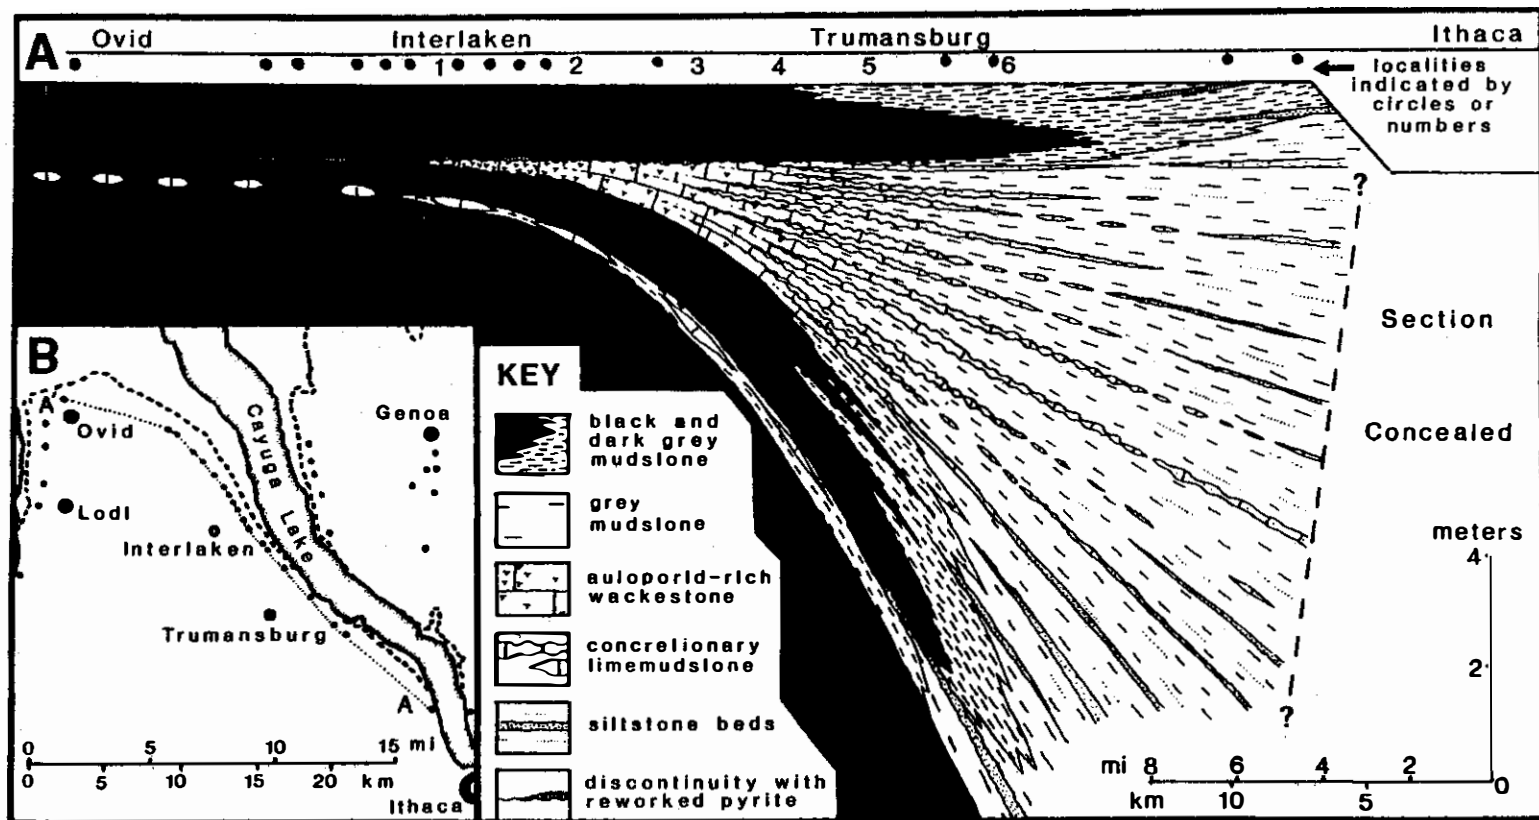 A
Ovid Interlaken Trumansburg Ithaca
1 2 3 4 5 6
localities
indicated by
circles or
numbers
?
Section
Concealed
?
meters
4
2
mi 8 6 4 2 0
km 10 5
B
A
Ovid
Lodi
Interlaken
Trumansburg
Cayuga Lake
Genoa
A
0 5 10 15 mi
0 5 10 15 20 km
Ithaca
KEY
black and
dark grey
mudstone
grey
mudstone
auloporid-rich
wackestone
concretionary
limemudstone
siltstone beds
discontinuity with
reworked pyrite